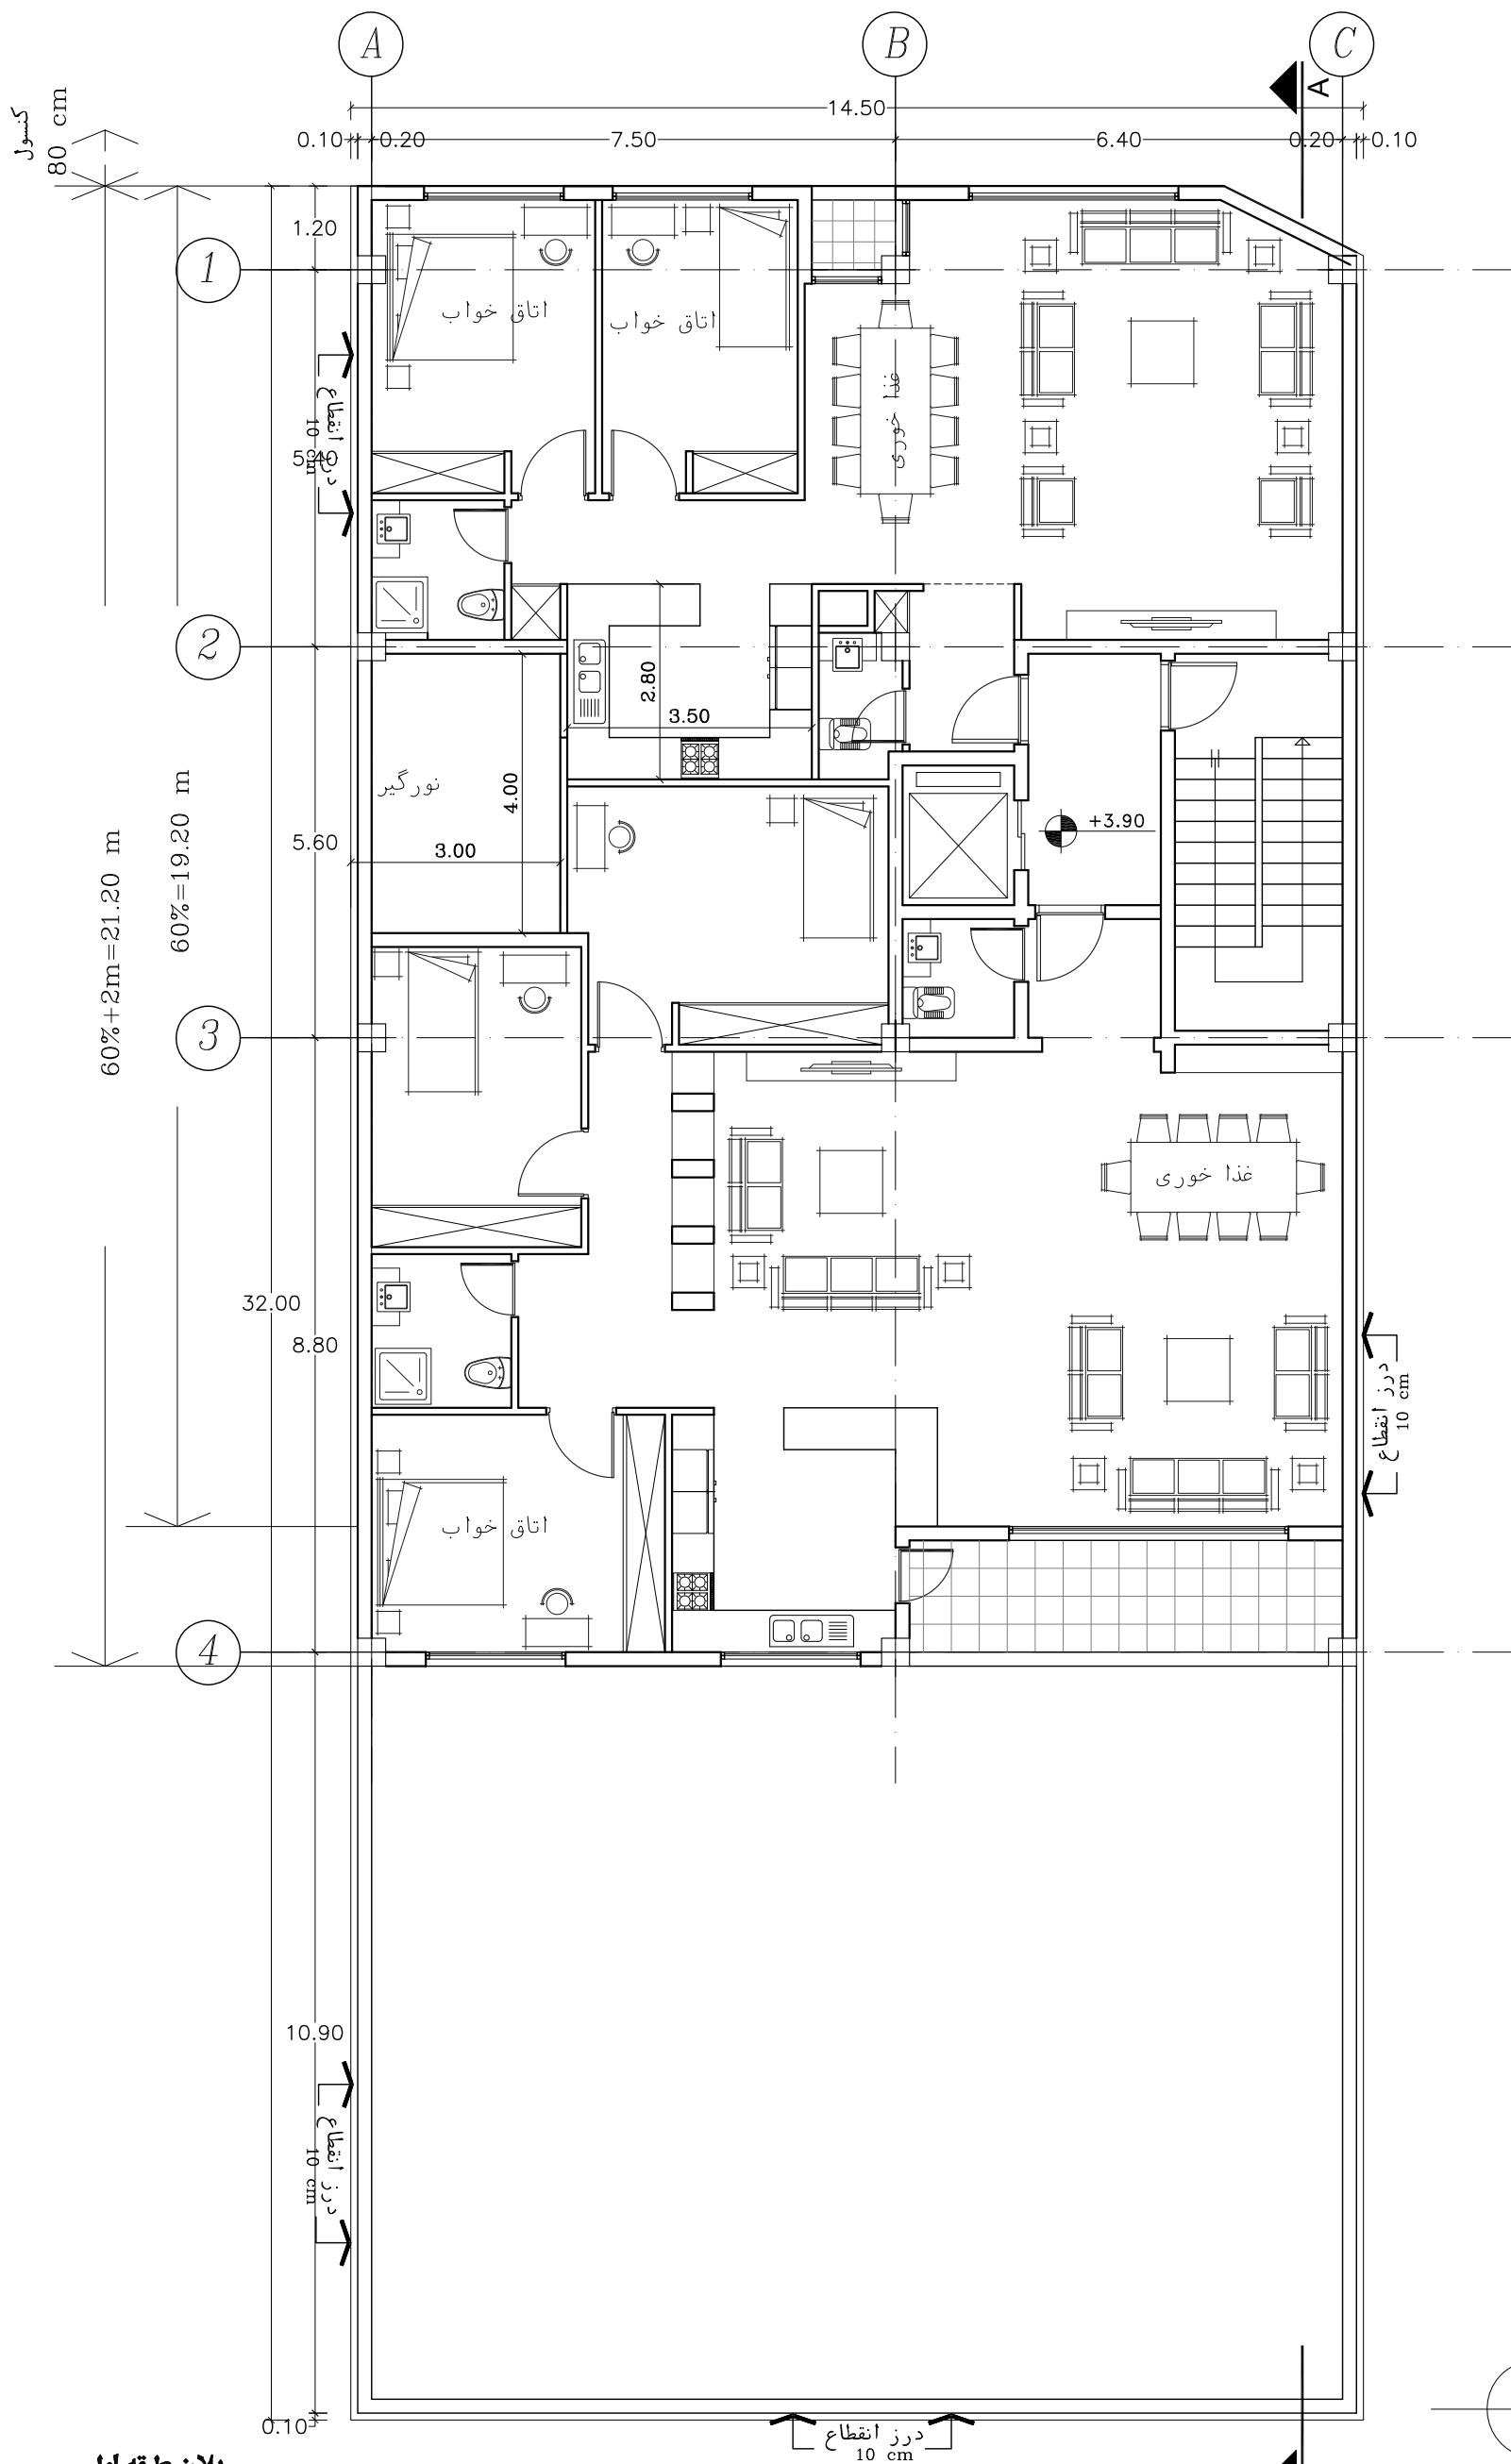 A
B
C
A
14.50
0.10
0.20
7.50
6.40
0.20
0.10
کنسول
80 cm
1.20
1
اتاق خواب
اتاق خواب
غذا خوری
درز انقطاع
10 cm
5.40
2
2.80
3.50
نورگیر
4.00
3.00
+3.90
5.60
60%=19.20 m
60%+2m=21.20 m
3
غذا خوری
32.00
8.80
درز انقطاع
10 cm
اتاق خواب
4
10.90
درز انقطاع
10 cm
0.10
درز انقطاع
10 cm